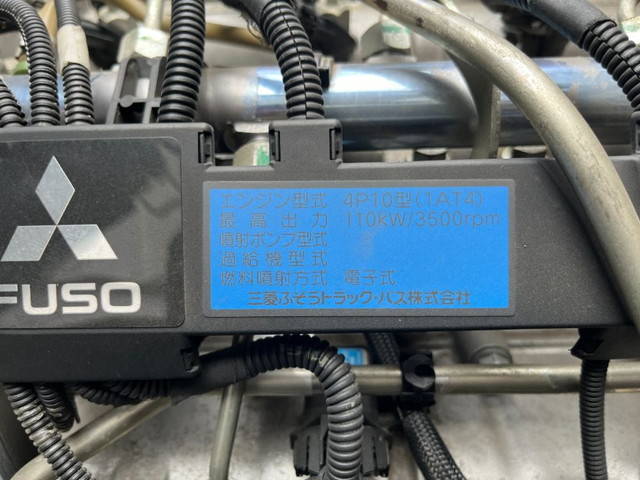 FUSO
エンジン型式 4P10型(1AT4)
最高出力 110kW/3500rpm
噴射ポンプ型式
過給機型式
燃料噴射方式 電子式
三菱ふそうトラック・バス株式会社